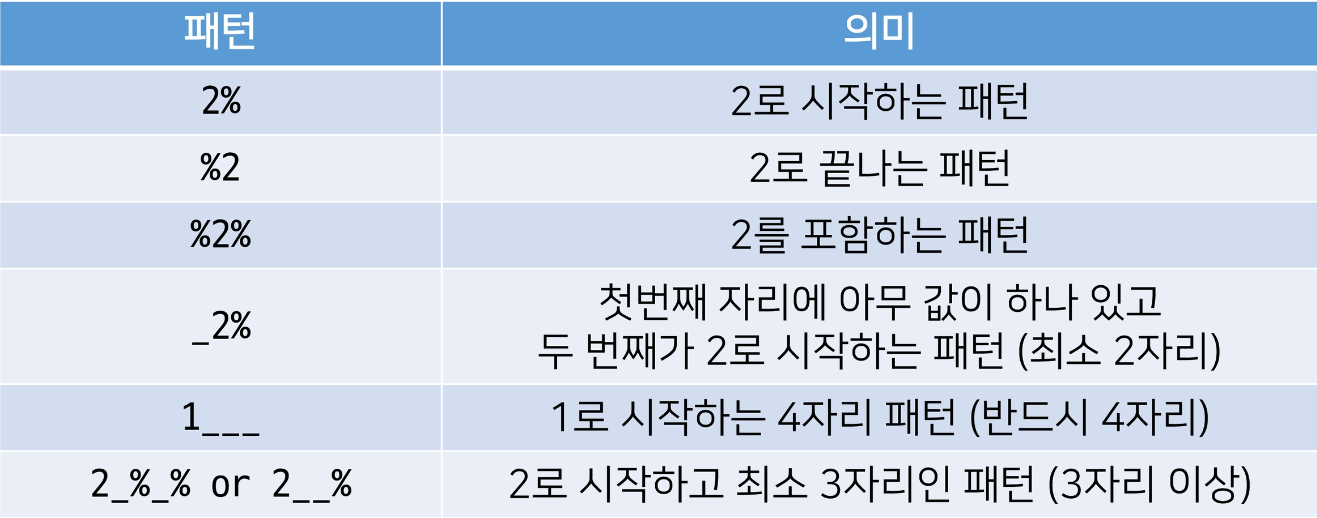 패턴 의미
2% 2로 시작하는 패턴
%2 2로 끝나는 패턴
%2% 2를 포함하는 패턴
_2% 첫번째 자리에 아무 값이 하나 있고
두 번째가 2로 시작하는 패턴 (최소 2자리)
1___ 1로 시작하는 4자리 패턴 (반드시 4자리)
2_%_% or 2__% 2로 시작하고 최소 3자리인 패턴 (3자리 이상)